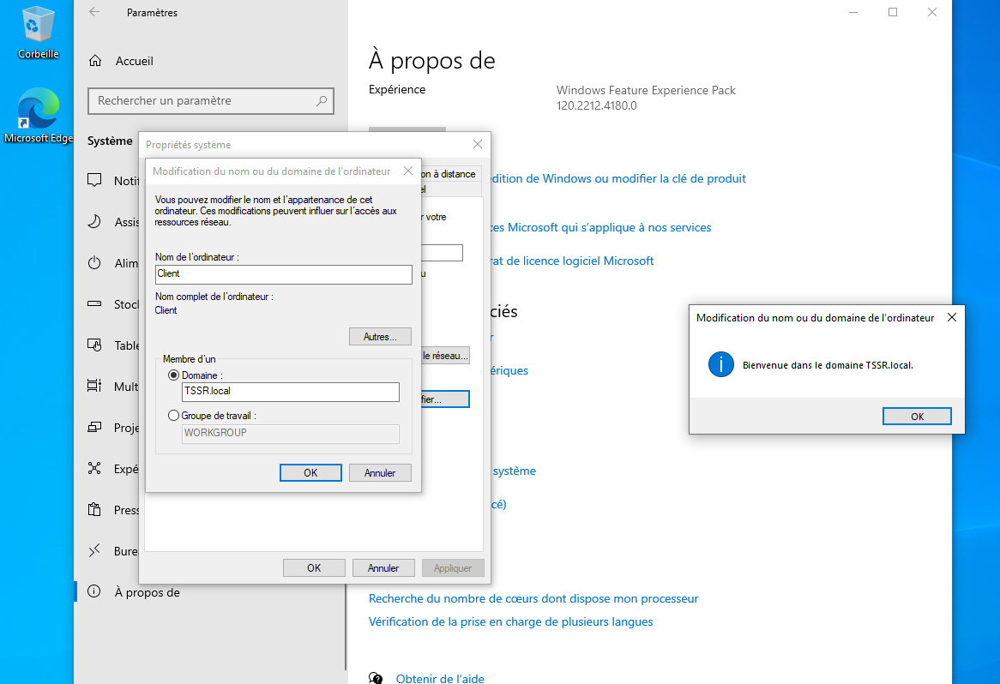 Corbeille
Microsoft Edge
Paramètres
Accueil
Rechercher un paramètre
Système
Notif
Assis
Alim
Stock
Table
Mult
Proje
Expé
Press
Bure
À propos de
À propos de
Expérience
Windows Feature Experience Pack
120.2212.4180.0
édition de Windows ou modifier la clé de produit
ces Microsoft qui s’applique à nos services
rat de licence logiciel Microsoft
ciés
r
ériques
système
cé)
Recherche du nombre de cœurs dont dispose mon processeur
Vérification de la prise en charge de plusieurs langues
Obtenir de l’aide
Propriétés système
on à distance
el
r votre
u
le réseau...
fier...
OK
Annuler
Appliquer
Modification du nom ou du domaine de l’ordinateur
Vous pouvez modifier le nom et l’appartenance de cet
ordinateur. Ces modifications peuvent influer sur l’accès aux
ressources réseau.
Nom de l’ordinateur :
Client
Nom complet de l’ordinateur :
Client
Autres...
Membre d’un
Domaine :
TSSR.local
Groupe de travail :
WORKGROUP
OK
Annuler
Modification du nom ou du domaine de l’ordinateur
Bienvenue dans le domaine TSSR.local.
OK